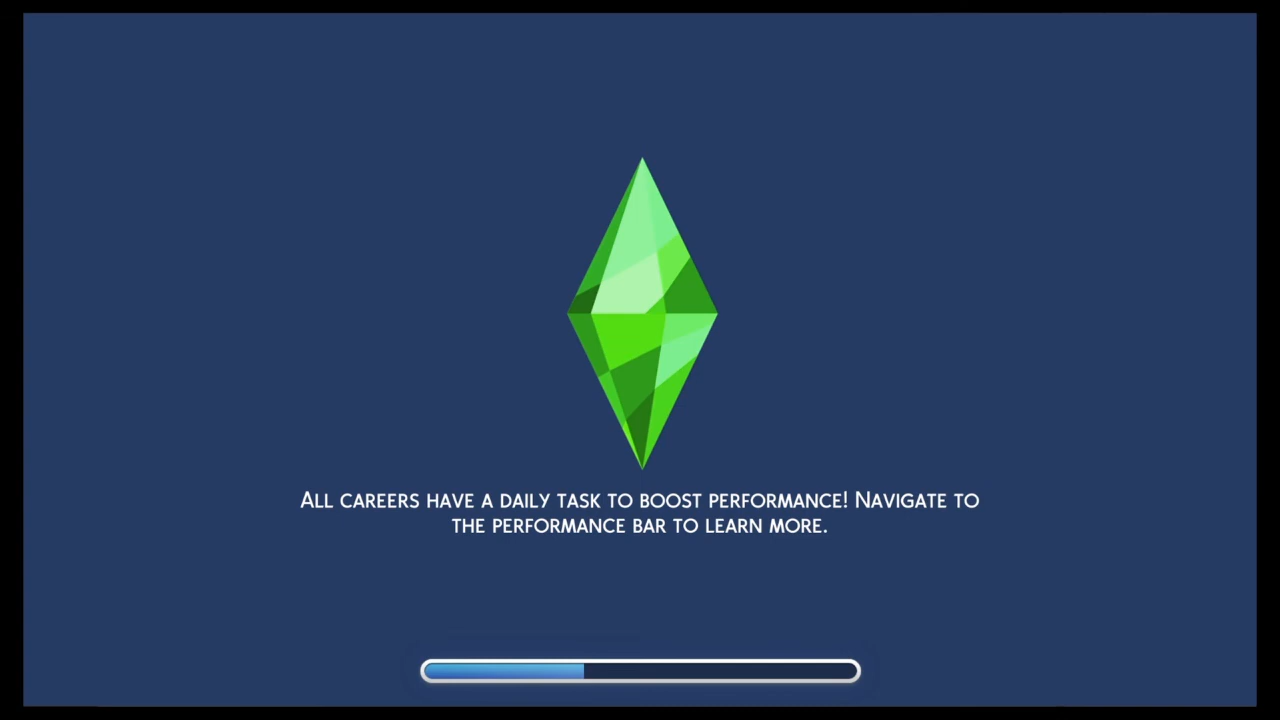 All careers have a daily task to boost performance! Navigate to
the performance bar to learn more.